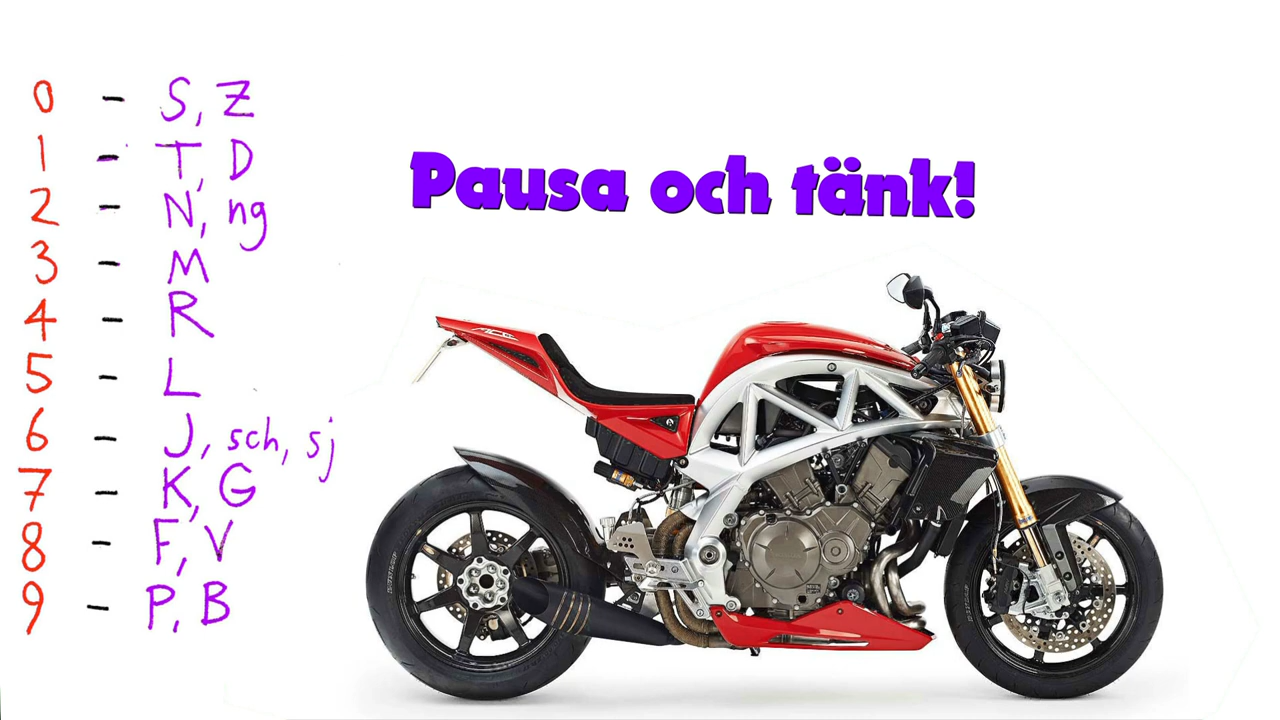 0 - S, Z
1 - T, D
2 - N, ng
3 - M
4 - R
5 - L
6 - J, sch, sj
7 - K, G
8 - F, V
9 - P, B
Pausa och tänk!